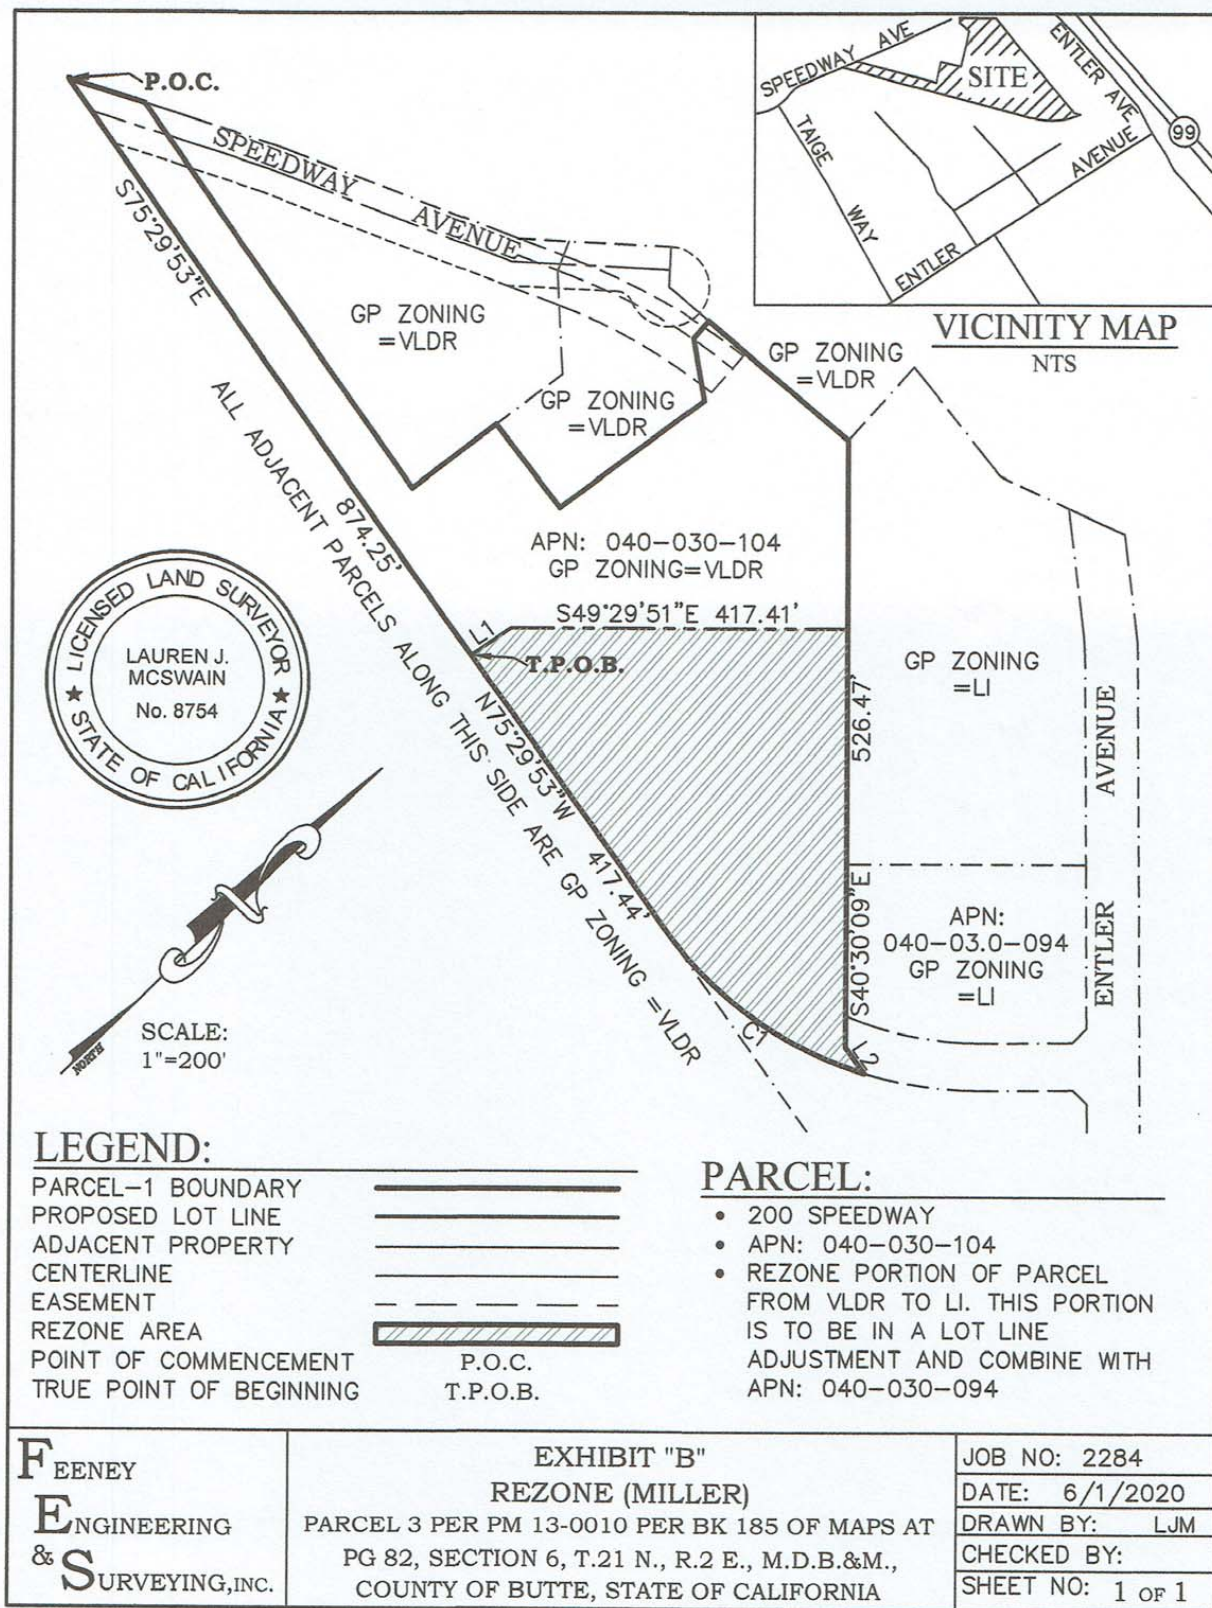 P.O.C.
SPEEDWAY
AVENUE
S75°29'53"E
GP ZONING
=VLDR
GP ZONING
=VLDR
GP ZONING
=VLDR
SPEEDWAY AVE
SITE
ENTLER AVE
99
TAIGE
WAY
ENTLER
AVENUE
VICINITY MAP
NTS
ALL ADJACENT PARCELS ALONG THIS SIDE ARE GP ZONING =VLDR
874.25'
APN: 040-030-104
GP ZONING=VLDR
S49°29'51"E 417.41'
L1
T.P.O.B.
N75°29'53"W
417.44'
526.47'
S40°30'09"E
GP ZONING
=LI
AVENUE
ENTLER
APN:
040-03.0-094
GP ZONING
=LI
C1
L2
LICENSED LAND SURVEYOR
LAUREN J.
MCSWAIN
No. 8754
STATE OF CALIFORNIA
NORTH
SCALE:
1"=200'
LEGEND:
PARCEL-1 BOUNDARY
PROPOSED LOT LINE
ADJACENT PROPERTY
CENTERLINE
EASEMENT
REZONE AREA
POINT OF COMMENCEMENT P.O.C.
TRUE POINT OF BEGINNING T.P.O.B.
PARCEL:
• 200 SPEEDWAY
• APN: 040-030-104
• REZONE PORTION OF PARCEL
FROM VLDR TO LI. THIS PORTION
IS TO BE IN A LOT LINE
ADJUSTMENT AND COMBINE WITH
APN: 040-030-094
FEENEY
ENGINEERING
& SURVEYING,INC.
EXHIBIT "B"
REZONE (MILLER)
PARCEL 3 PER PM 13-0010 PER BK 185 OF MAPS AT
PG 82, SECTION 6, T.21 N., R.2 E., M.D.B.&M.,
COUNTY OF BUTTE, STATE OF CALIFORNIA
JOB NO: 2284
DATE: 6/1/2020
DRAWN BY: LJM
CHECKED BY:
SHEET NO: 1 OF 1